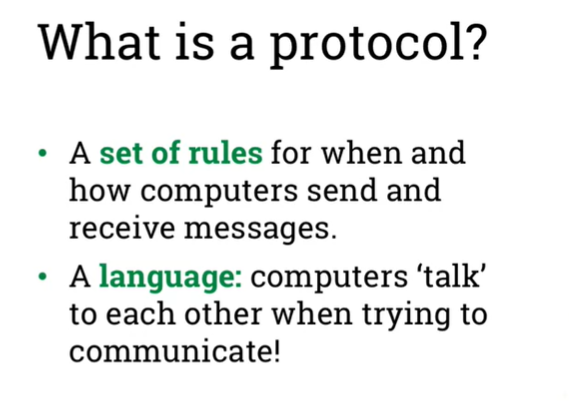 What is a protocol?
• A set of rules for when and
how computers send and
receive messages.
• A language: computers ‘talk’
to each other when trying to
communicate!